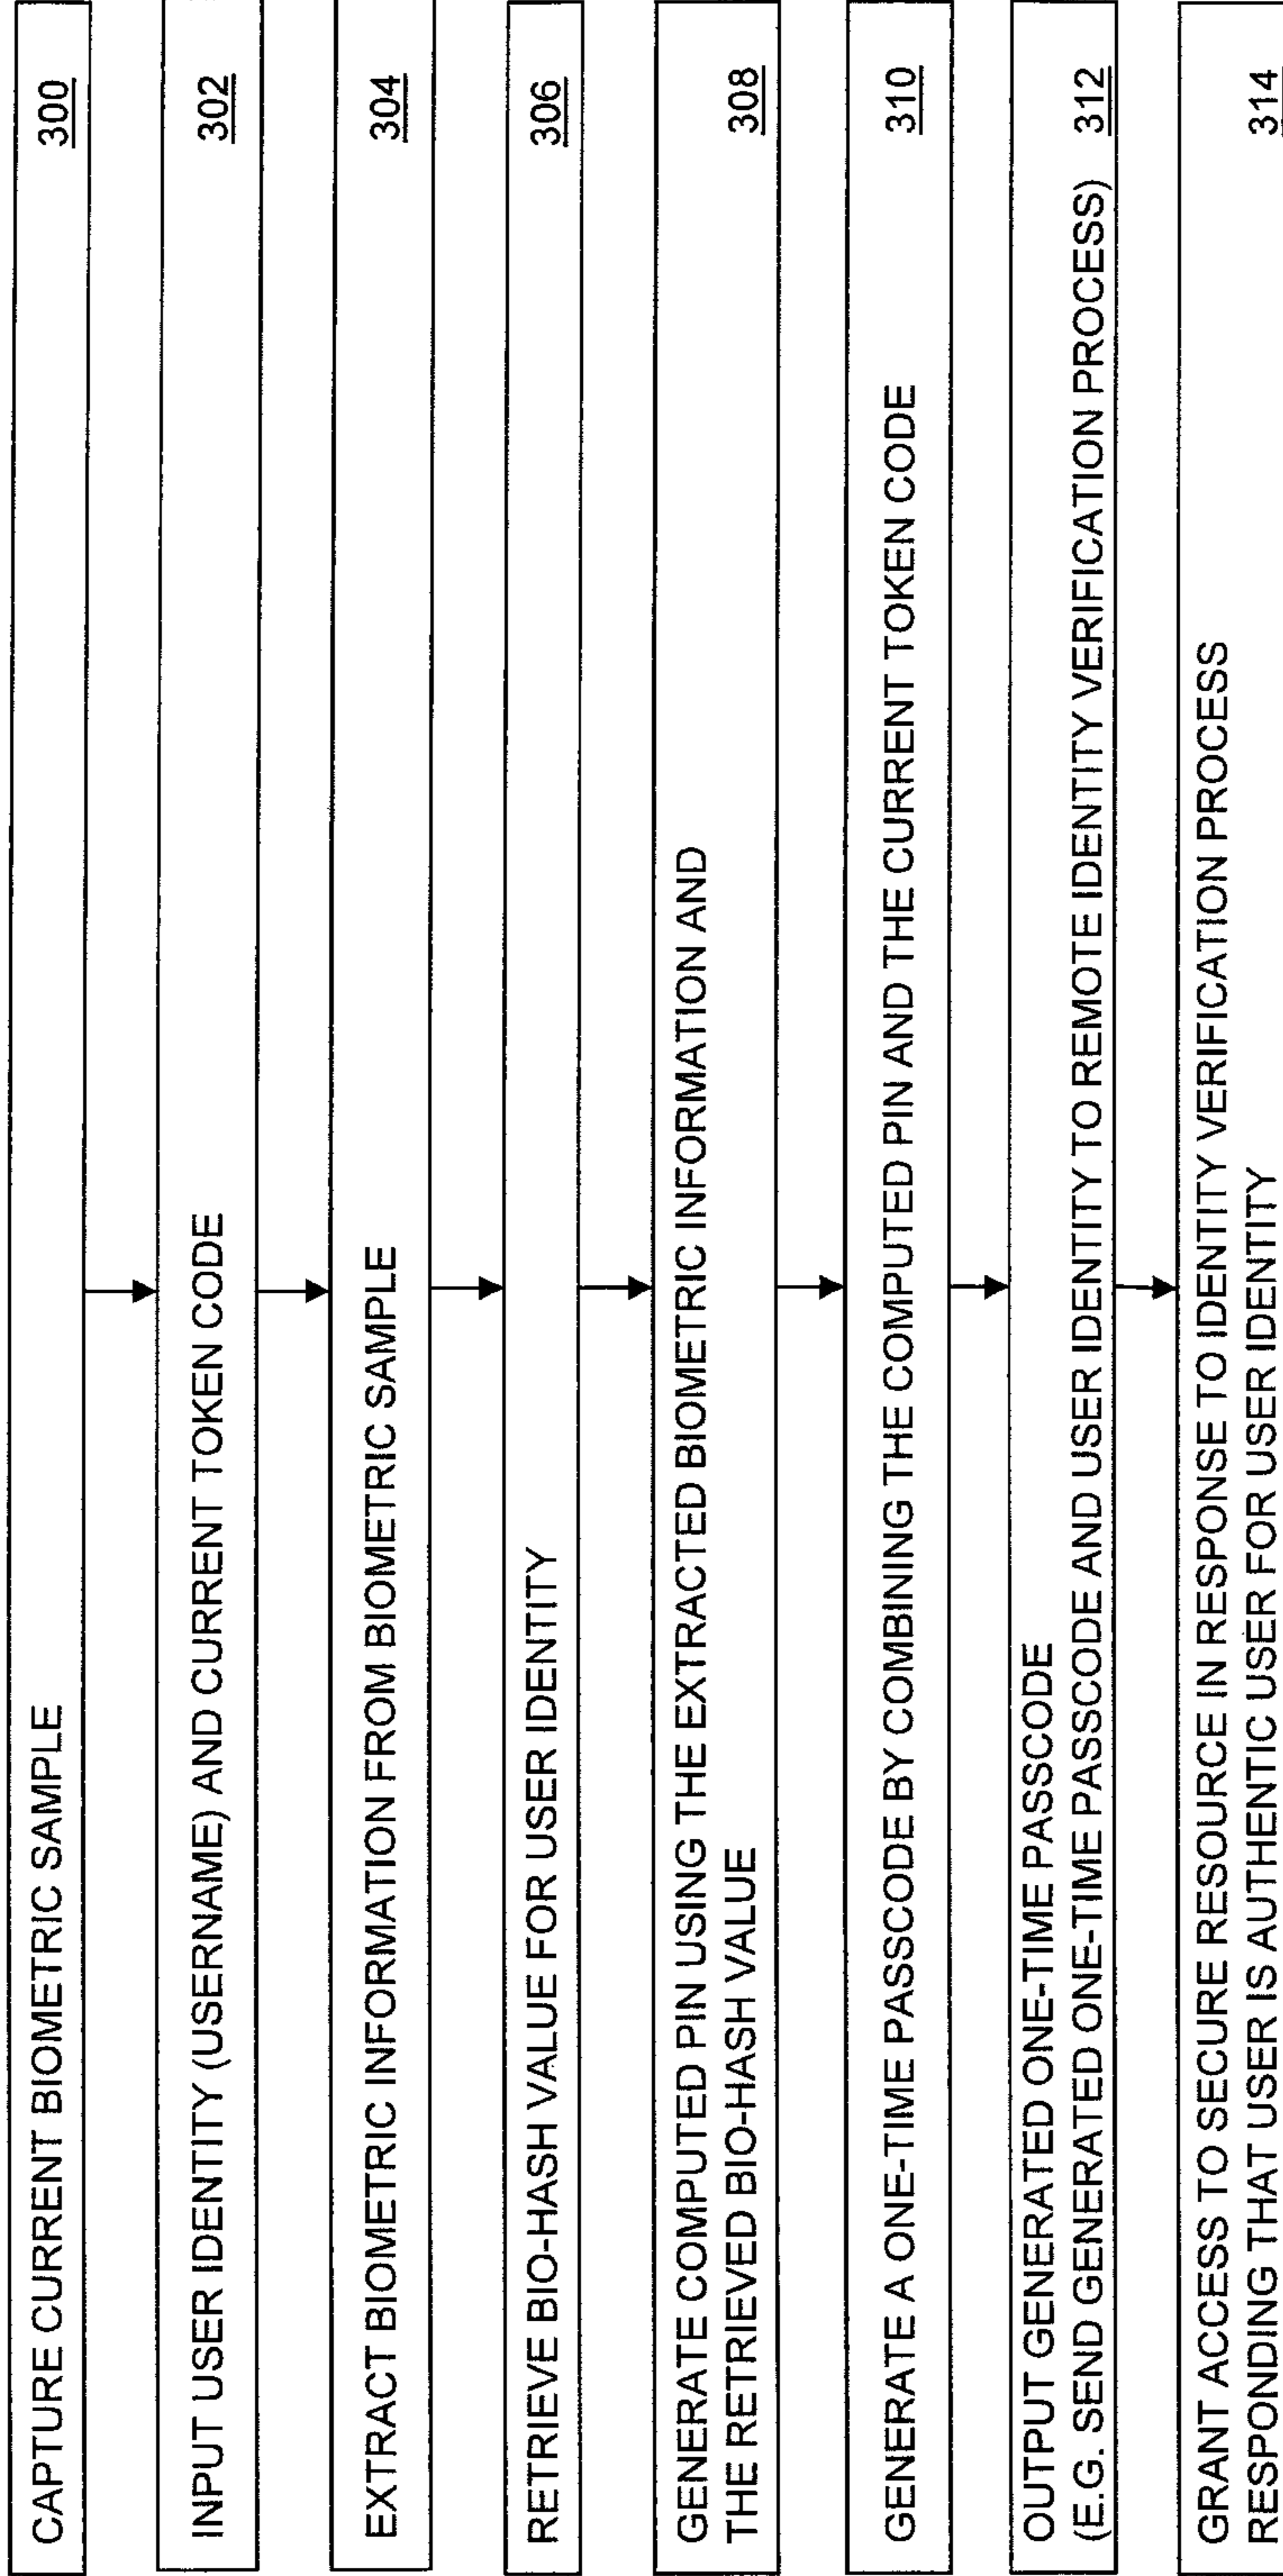 CAPTURE CURRENT BIOMETRIC SAMPLE 300
INPUT USER IDENTITY (USERNAME) AND CURRENT TOKEN CODE 302
EXTRACT BIOMETRIC INFORMATION FROM BIOMETRIC SAMPLE 304
RETRIEVE BIO-HASH VALUE FOR USER IDENTITY 306
GENERATE COMPUTED PIN USING THE EXTRACTED BIOMETRIC INFORMATION AND
THE RETRIEVED BIO-HASH VALUE 308
GENERATE A ONE-TIME PASSCODE BY COMBINING THE COMPUTED PIN AND THE CURRENT TOKEN CODE 310
OUTPUT GENERATED ONE-TIME PASSCODE
(E.G. SEND GENERATED ONE-TIME PASSCODE AND USER IDENTITY TO REMOTE IDENTITY VERIFICATION PROCESS) 312
GRANT ACCESS TO SECURE RESOURCE IN RESPONSE TO IDENTITY VERIFICATION PROCESS
RESPONDING THAT USER IS AUTHENTIC USER FOR USER IDENTITY 314